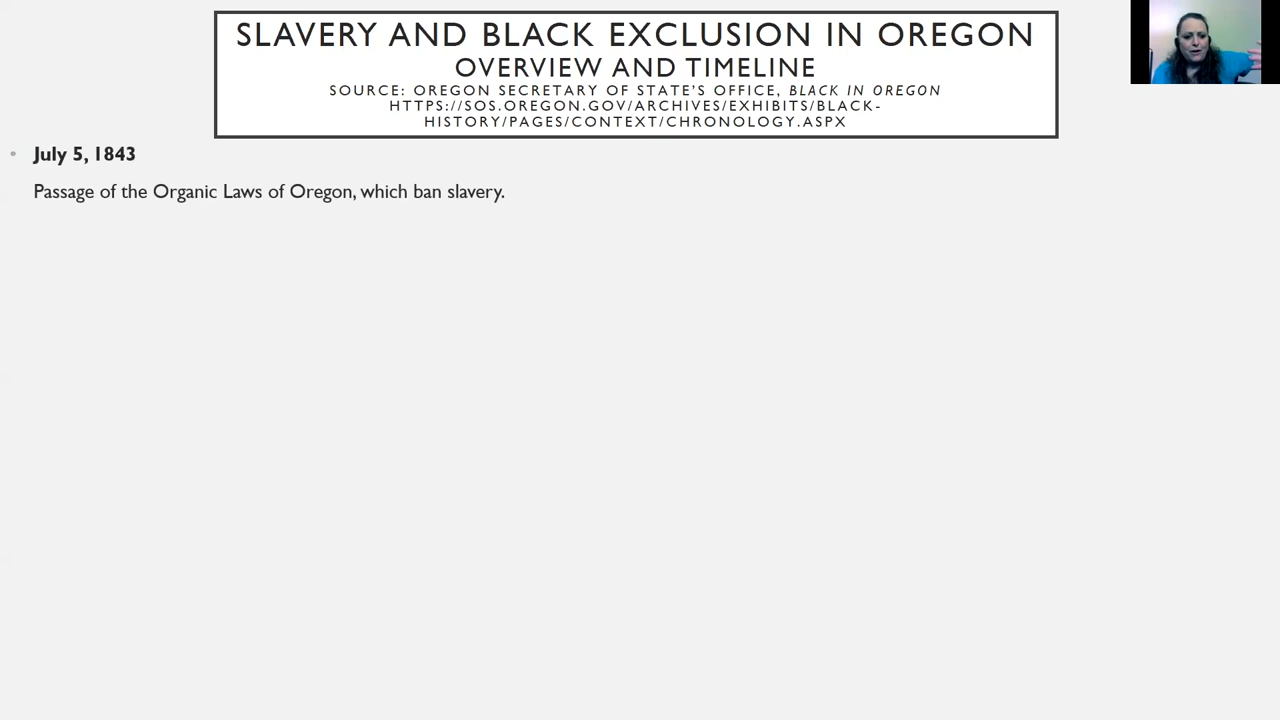 SLAVERY AND BLACK EXCLUSION IN OREGON
OVERVIEW AND TIMELINE
SOURCE: OREGON SECRETARY OF STATE'S OFFICE, BLACK IN OREGON
HTTPS://SOS.OREGON.GOV/ARCHIVES/EXHIBITS/BLACK-
HISTORY/PAGES/CONTEXT/CHRONOLOGY.ASPX
• July 5, 1843
Passage of the Organic Laws of Oregon, which ban slavery.